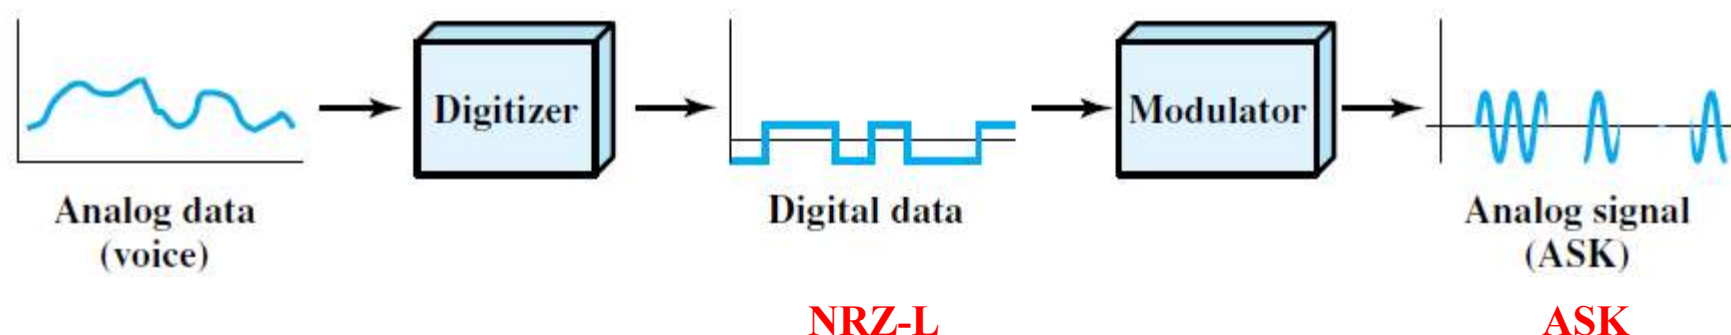 Digitizer
Modulator
Analog data
(voice)
Digital data
Analog signal
(ASK)
NRZ-L
ASK